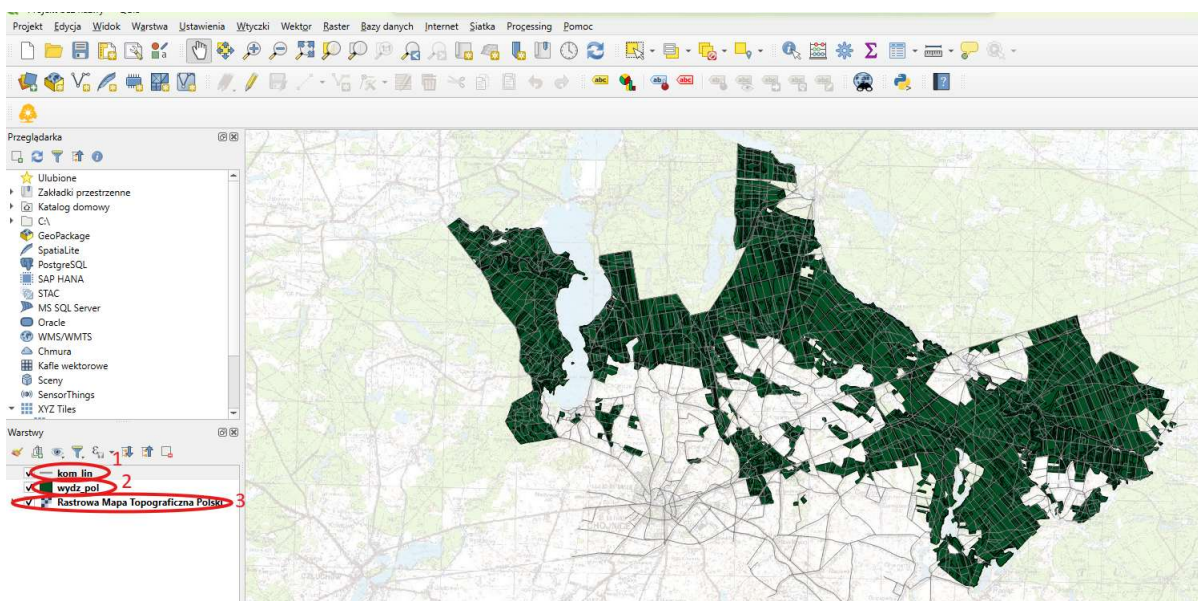 Projekt Edycja Widok Warstwa Ustawienia Wtyczki Wektor Raster Bazy danych Internet Siatka Processing Pomoc
Przeglądarka
Ulubione
Zakładki przestrzenne
Katalog domowy
C:\
GeoPackage
SpatiaLite
PostgreSQL
SAP HANA
STAC
MS SQL Server
Oracle
WMS/WMTS
Chmura
Kafle wektorowe
Sceny
SensorThings
XYZ Tiles
Warstwy
kom_lin 1
wydz_pol 2
Rastrowa Mapa Topograficzna Polski 3